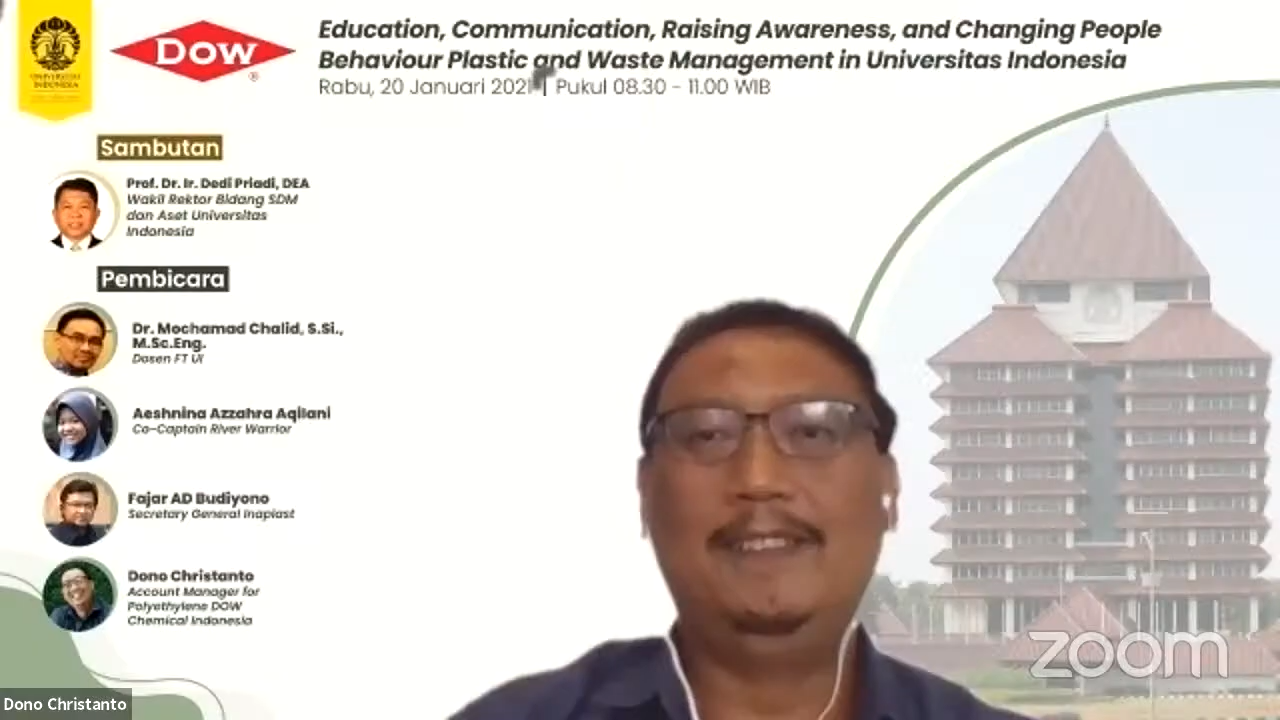 UNIVERSITAS
INDONESIA
DOW
®
Education, Communication, Raising Awareness, and Changing People
Behaviour Plastic and Waste Management in Universitas Indonesia
Rabu, 20 Januari 2021 | Pukul 08.30 - 11.00 WIB
Sambutan
Prof. Dr. Ir. Dedi Priadi, DEA
Wakil Rektor Bidang SDM
dan Aset Universitas
Indonesia
Pembicara
Dr. Mochamad Chalid, S.Si.,
M.Sc.Eng.
Dosen FT UI
Aeshnina Azzahra Aqilani
Co-Captain River Warrior
Fajar AD Budiyono
Secretary General Inaplast
Dono Christanto
Account Manager for
Polyethylene DOW
Chemical Indonesia
Dono Christanto
zoom